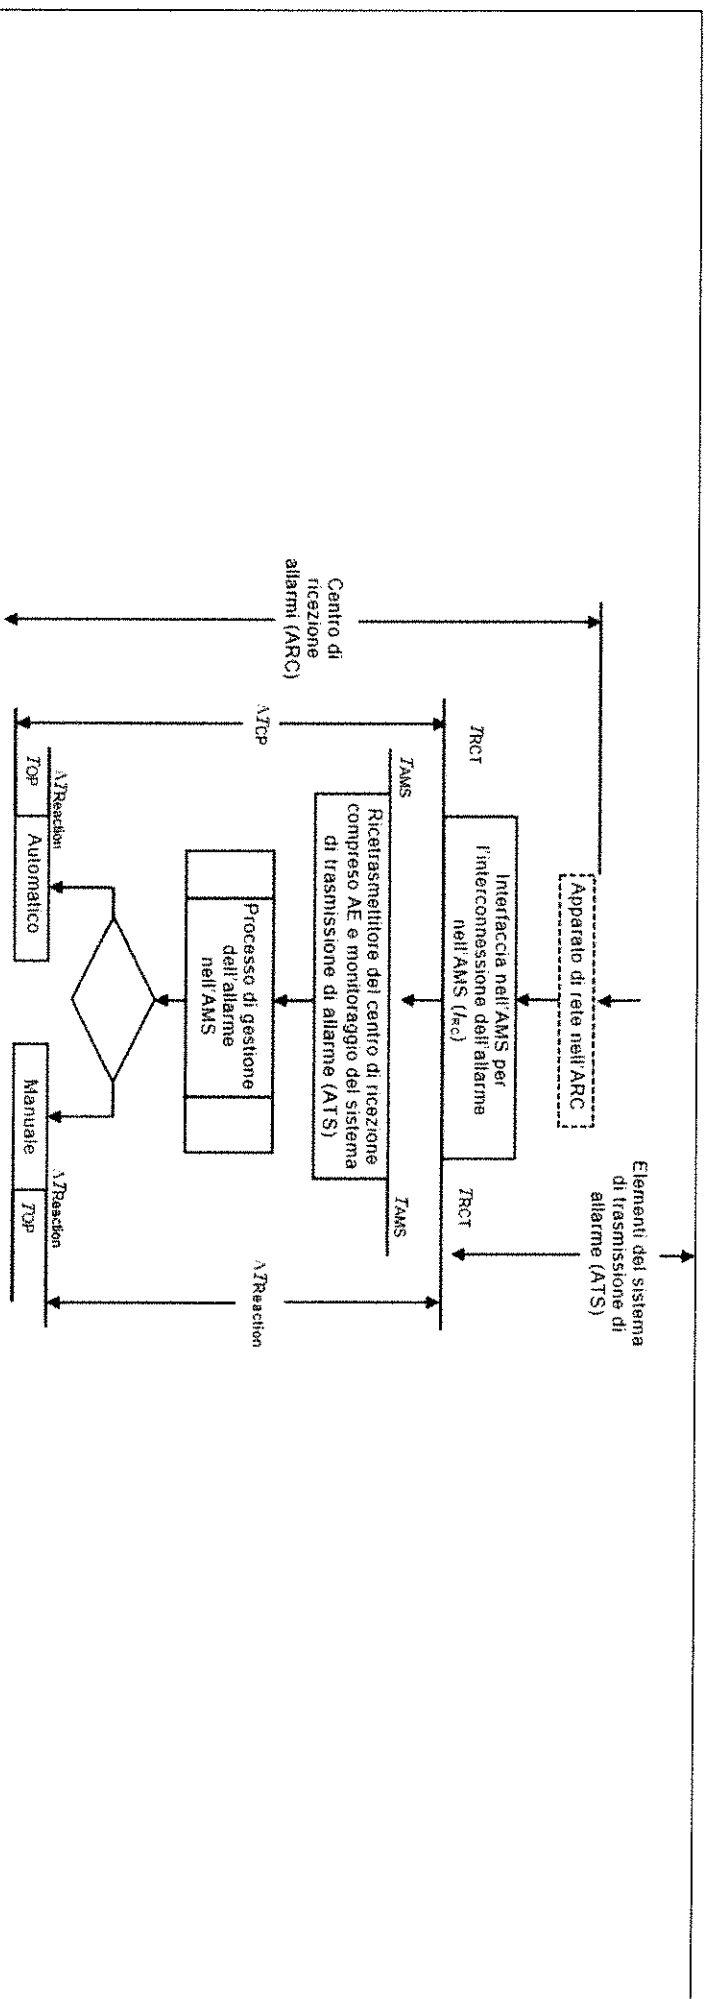 Elementi del sistema
di trasmissione di
allarme (ATS)
Apparato di rete nell'ARC
Interfaccia nell'AMS per
l'interconnessione dell'allarme
nell'AMS (IRC)
TRCT
TRCT
Centro di
ricezione
allarmi (ARC)
TAMS
TAMS
Ricetrasmettitore del centro di ricezione
compreso AE e monitoraggio del sistema
di trasmissione di allarme (ATS)
ΔTCP
ΔTReaction
Processo di gestione
dell'allarme
nell'AMS
ΔTReaction
ΔTReaction
TOP
Automatico
Manuale
TOP